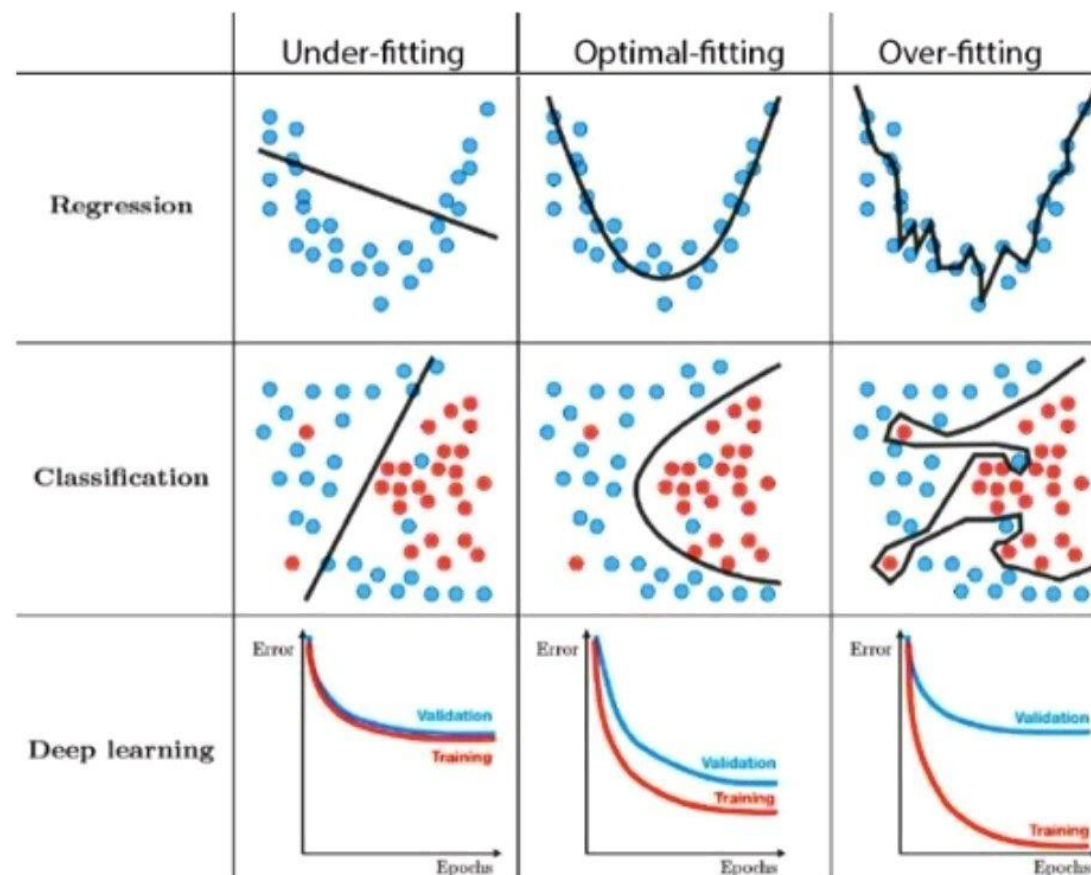 Under-fitting Optimal-fitting Over-fitting
Regression
Classification
Deep learning
Error
Validation
Training
Epochs
Error
Validation
Training
Epochs
Error
Validation
Training
Epochs